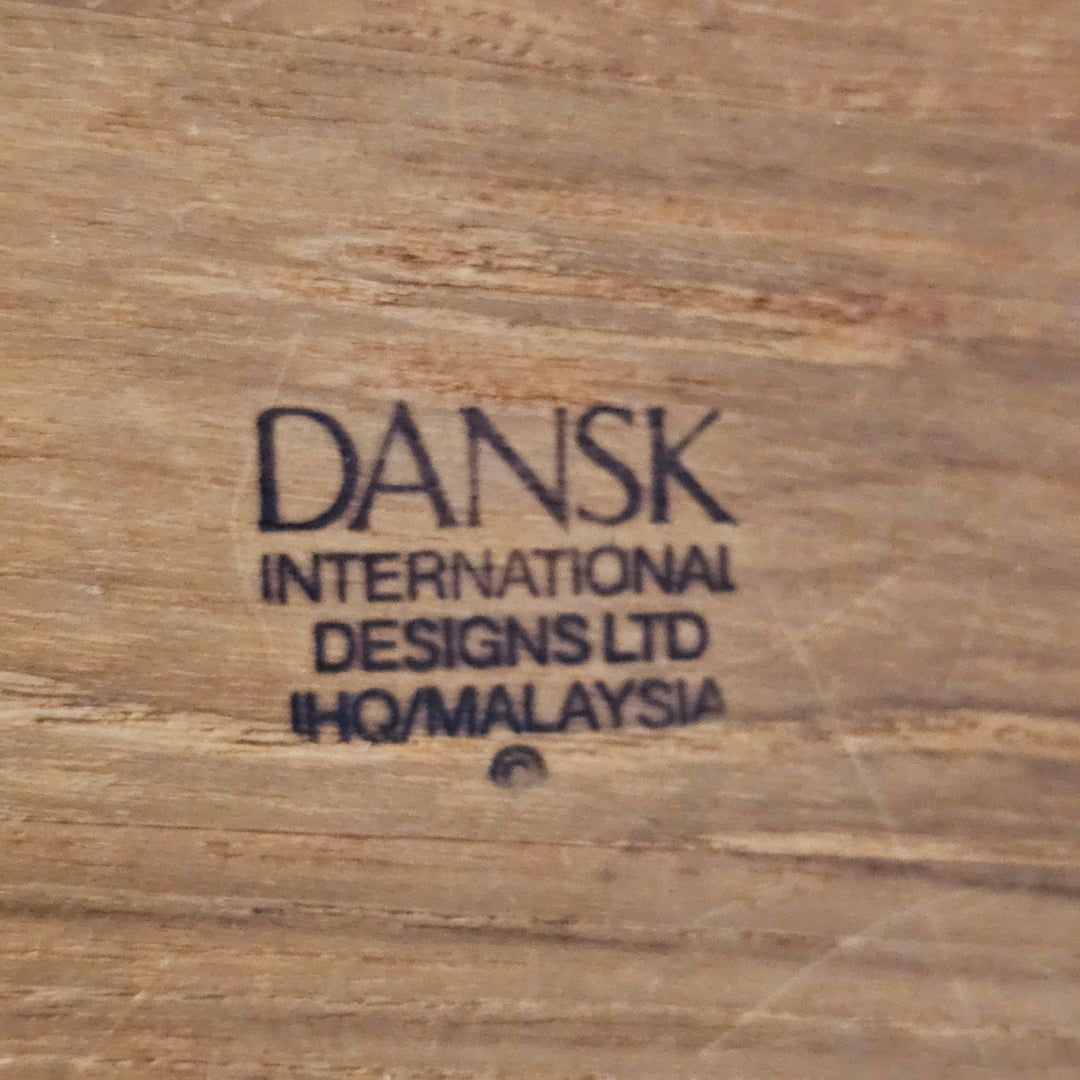 DANSK
INTERNATIONAL
DESIGNS LTD
IHQ/MALAYSIA
©